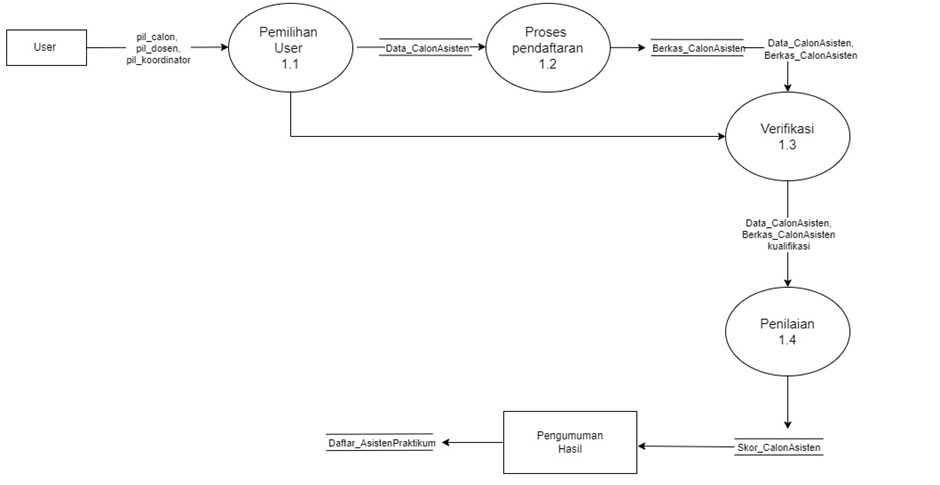 User
pil_calon,
pil_dosen,
pil_koordinator
Pemilihan
User
1.1
Data_CalonAsisten
Proses
pendaftaran
1.2
Berkas_CalonAsisten
Data_CalonAsisten,
Berkas_CalonAsisten
Verifikasi
1.3
Data_CalonAsisten,
Berkas_CalonAsisten
kualifikasi
Penilaian
1.4
Skor_CalonAsisten
Pengumuman
Hasil
Daftar_AsistenPraktikum